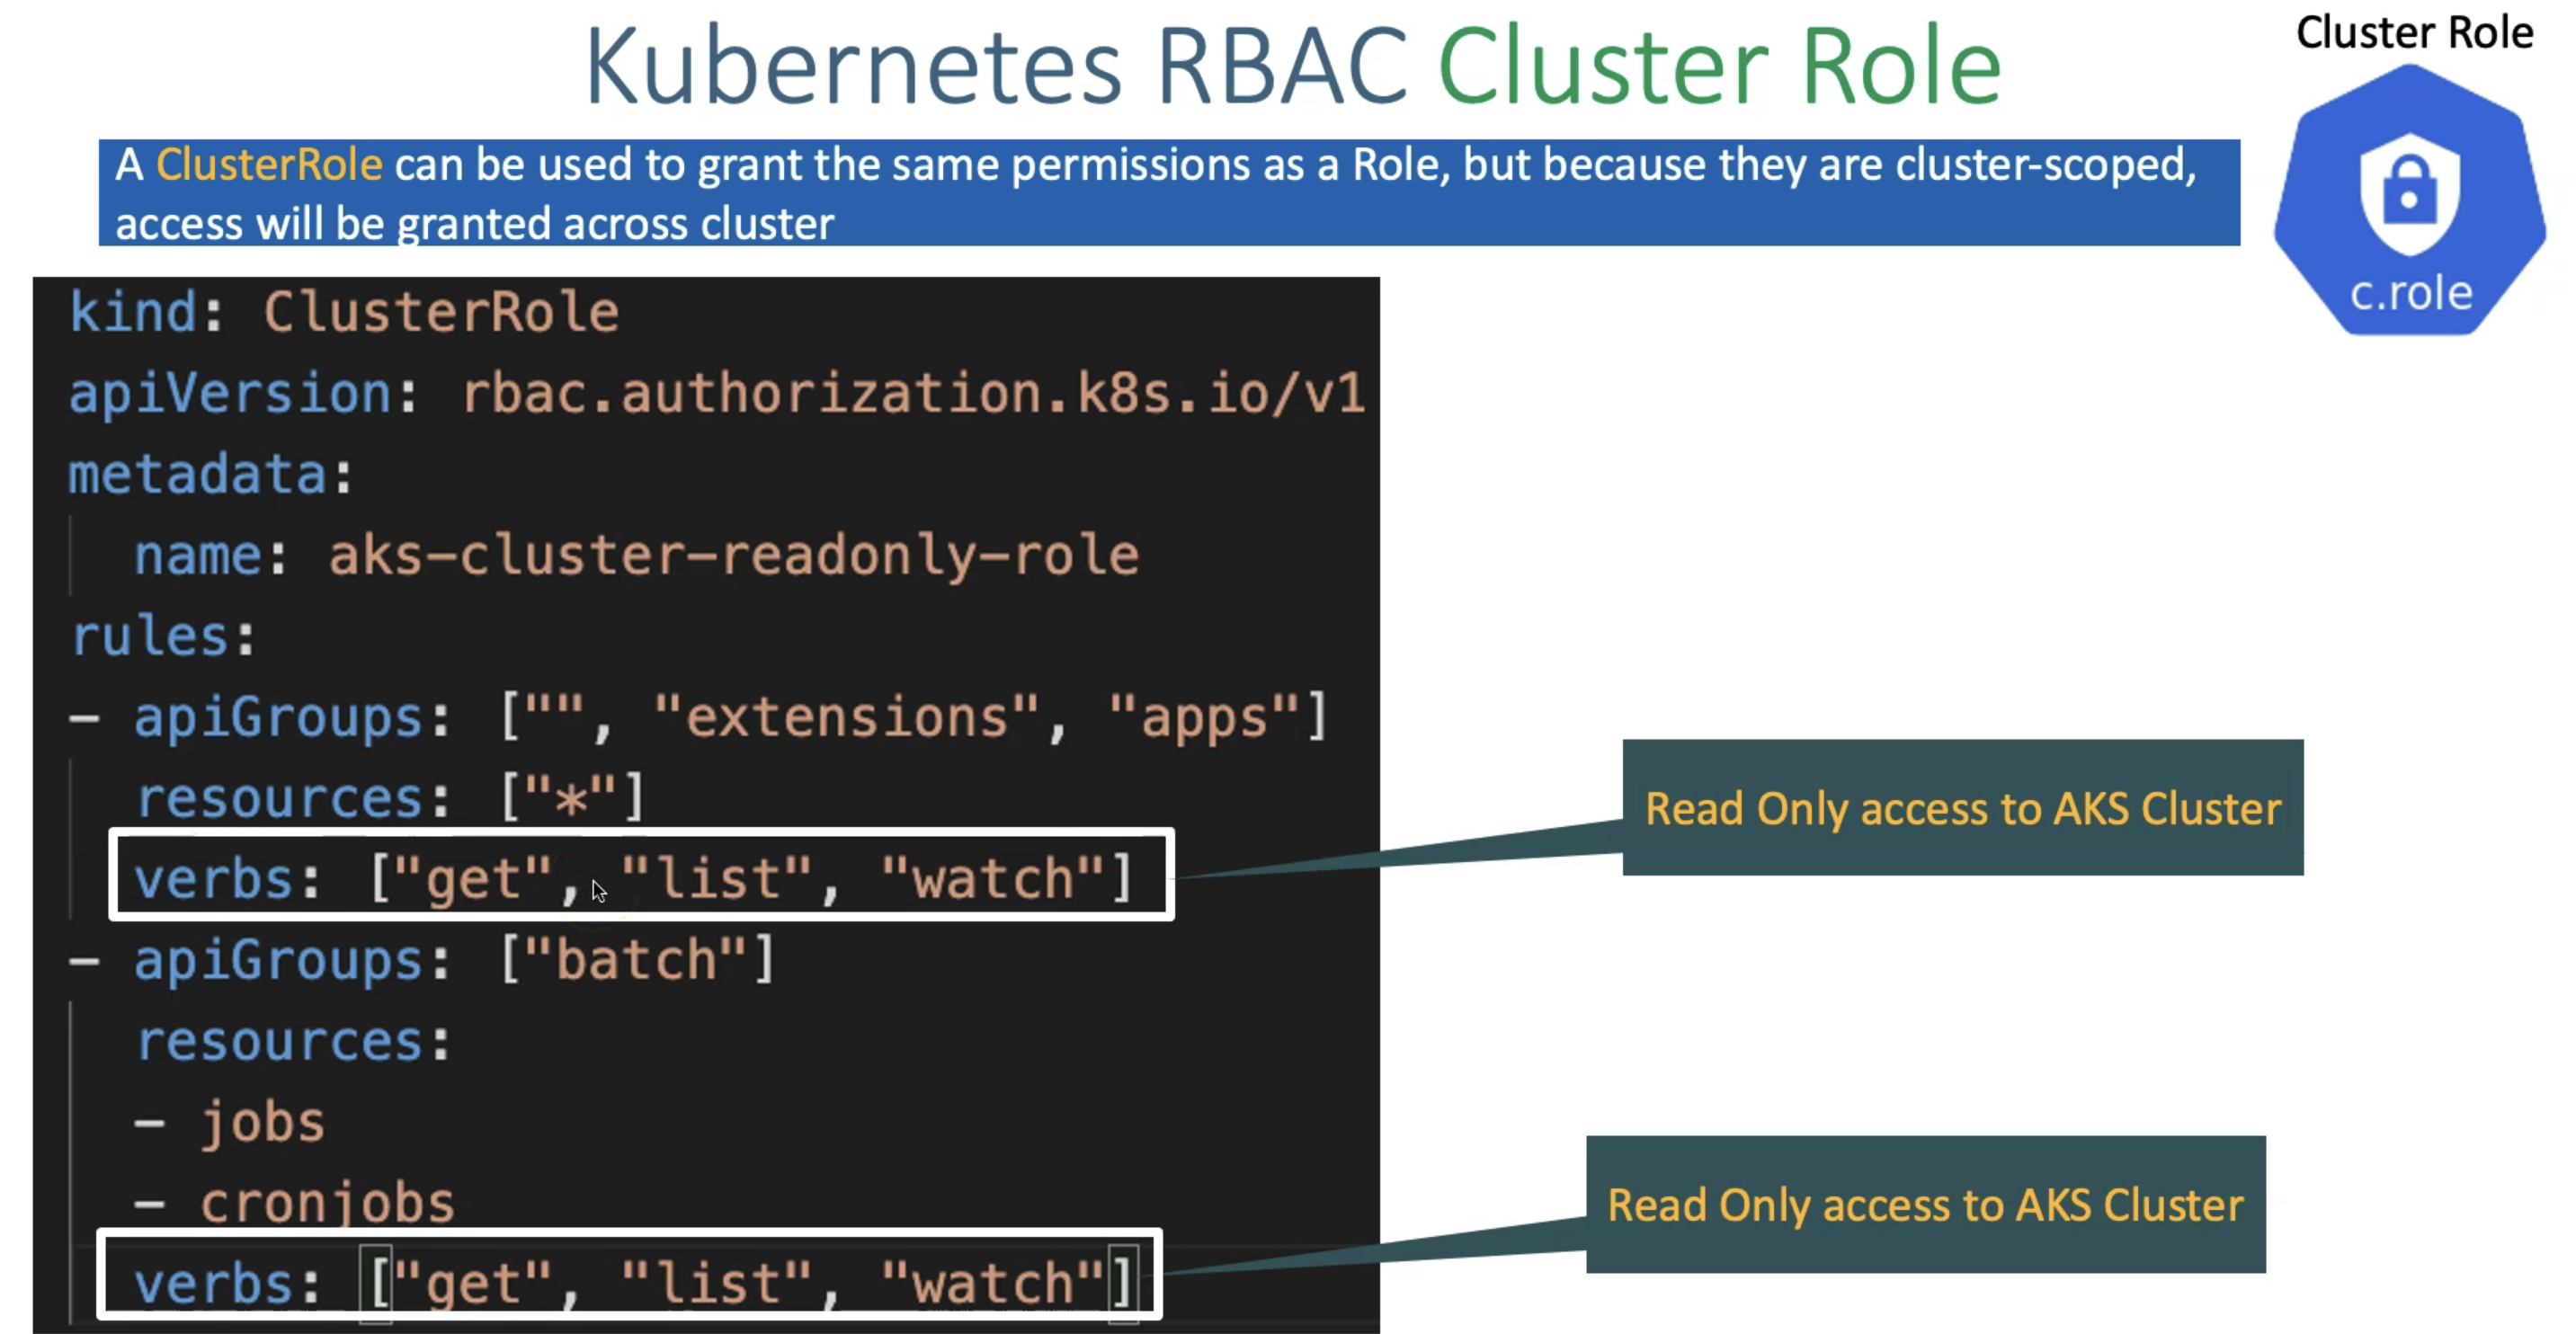 Kubernetes RBAC Cluster Role
Cluster Role
A ClusterRole can be used to grant the same permissions as a Role, but because they are cluster-scoped,
access will be granted across cluster
c.role
kind: ClusterRole
apiVersion: rbac.authorization.k8s.io/v1
metadata:
  name: aks-cluster-readonly-role
rules:
- apiGroups: ["", "extensions", "apps"]
  resources: ["*"]
  verbs: ["get", "list", "watch"]
Read Only access to AKS Cluster
- apiGroups: ["batch"]
  resources:
  - jobs
  - cronjobs
  verbs: ["get", "list", "watch"]
Read Only access to AKS Cluster